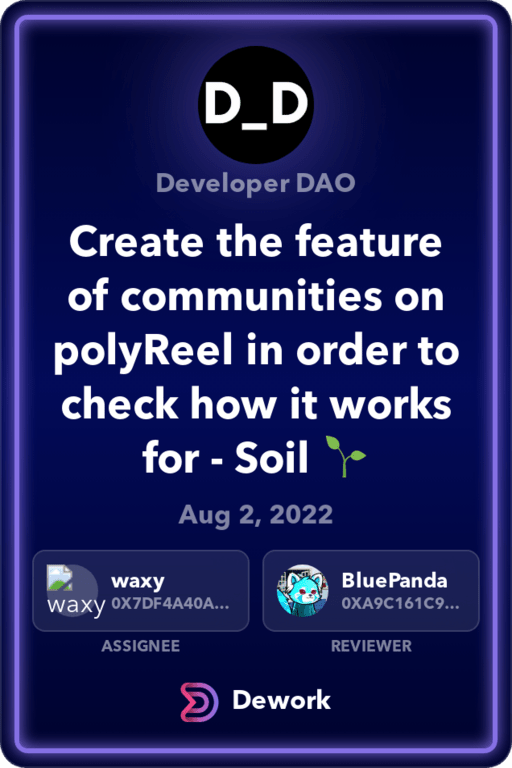 D_D
Developer DAO
Create the feature
of communities on
polyReel in order to
check how it works
for - Soil 🌱
Aug 2, 2022
waxy
waxy
0X7DF4A40A...
BluePanda
0XA9C161C9...
ASSIGNEE
REVIEWER
Dework